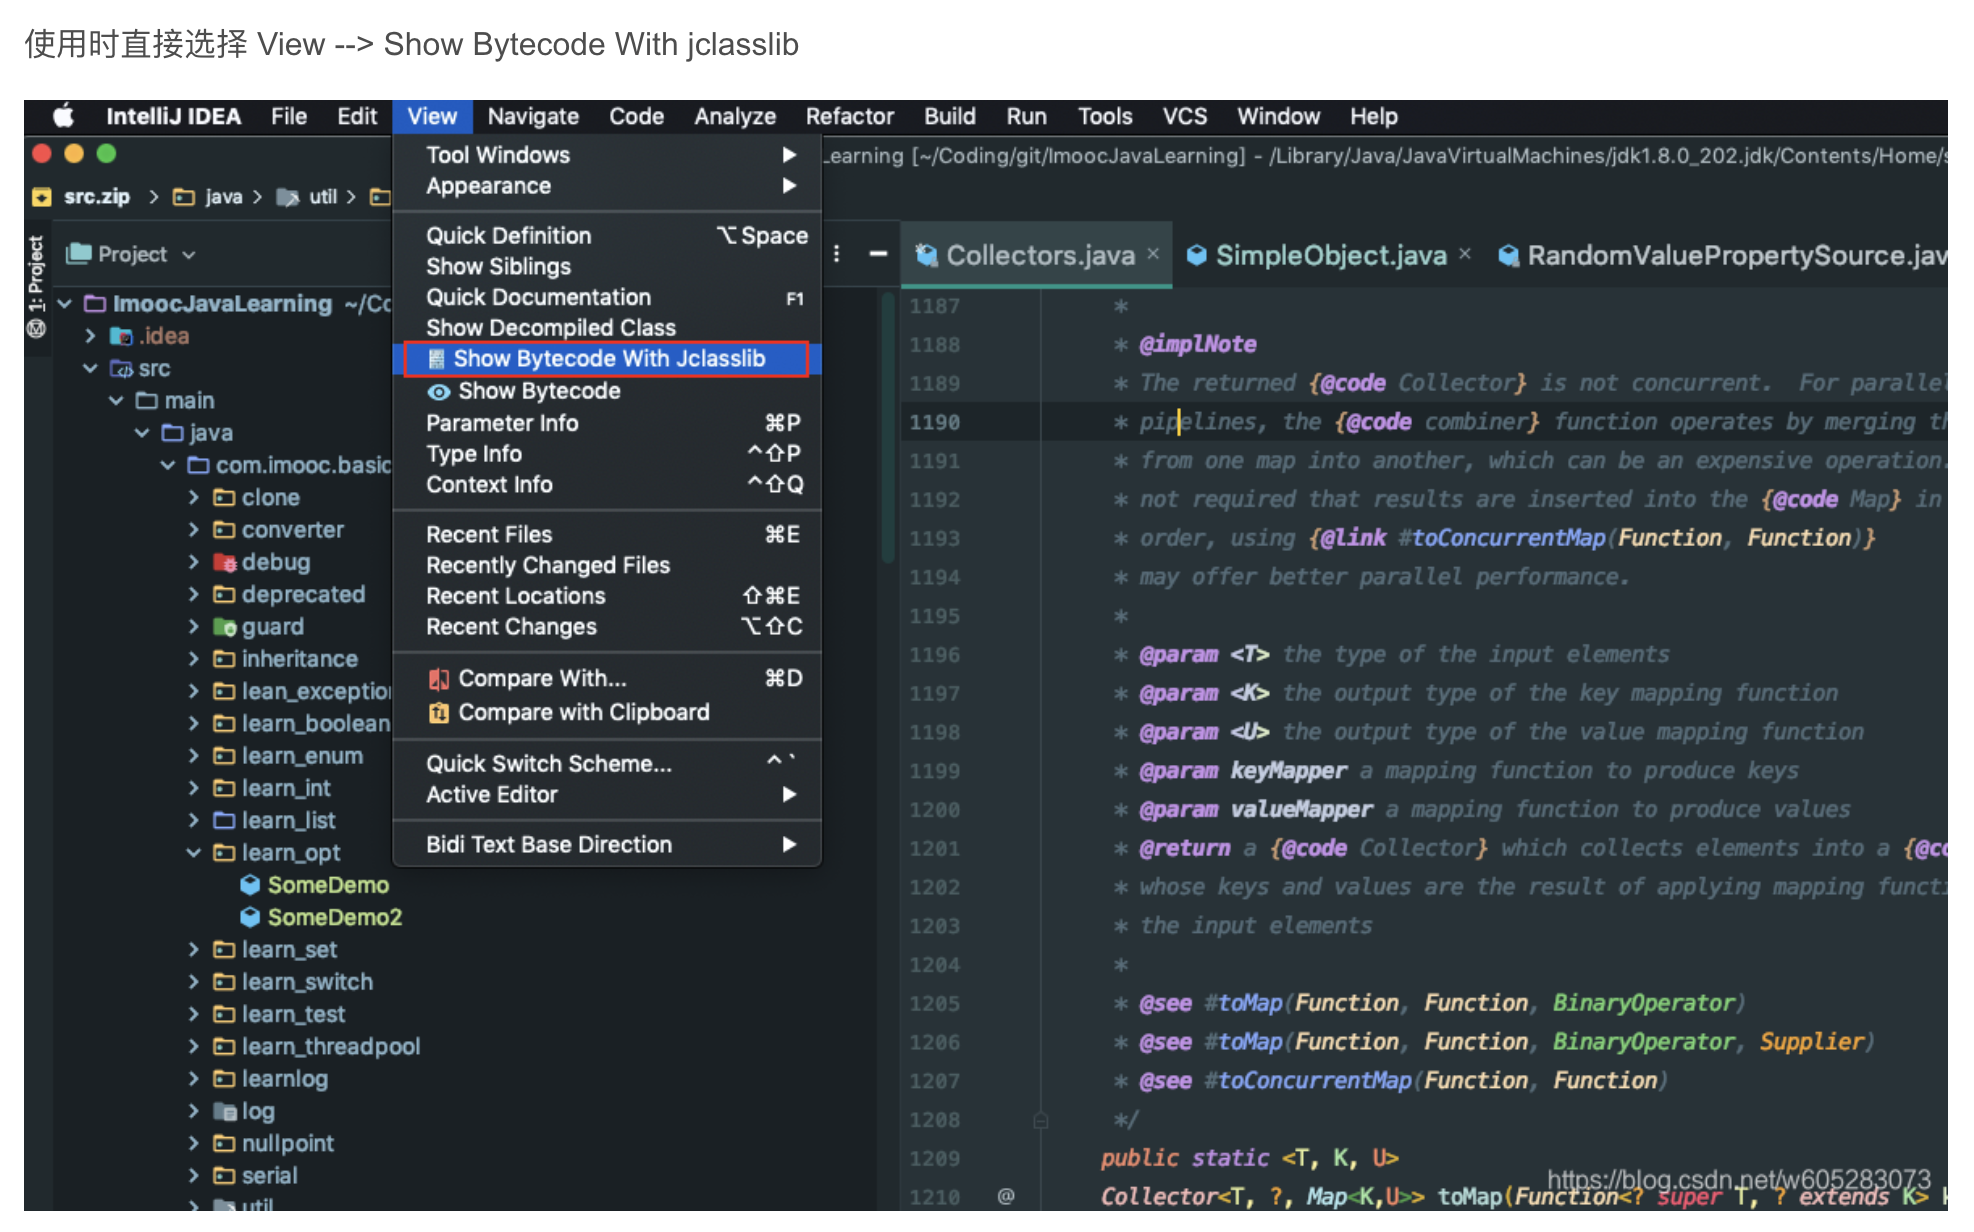 使用时直接选择 View --> Show Bytecode With jclasslib
IntelliJ IDEA File Edit View Navigate Code Analyze Refactor Build Run Tools VCS Window Help
Learning [~/Coding/git/ImoocJavaLearning] - /Library/Java/JavaVirtualMachines/jdk1.8.0_202.jdk/Contents/Home/
src.zip > java > util >
Tool Windows
Appearance
Quick Definition ⌥Space
Show Siblings
Quick Documentation F1
Show Decompiled Class
Show Bytecode With Jclasslib
Show Bytecode
Parameter Info ⌘P
Type Info ^⇧P
Context Info ^⇧Q
Recent Files ⌘E
Recently Changed Files
Recent Locations ⇧⌘E
Recent Changes ⌥⇧C
Compare With... ⌘D
Compare with Clipboard
Quick Switch Scheme... ^`
Active Editor
Bidi Text Base Direction
1: Project
Project
ImoocJavaLearning ~/Co
.idea
src
main
java
com.imooc.basic
clone
converter
debug
deprecated
guard
inheritance
lean_exception
learn_boolean
learn_enum
learn_int
learn_list
learn_opt
SomeDemo
SomeDemo2
learn_set
learn_switch
learn_test
learn_threadpool
learnlog
log
nullpoint
serial
util
Collectors.java × SimpleObject.java × RandomValuePropertySource.jav
1187 *
1188 * @implNote
1189 * The returned {@code Collector} is not concurrent. For parallel
1190 * pipelines, the {@code combiner} function operates by merging th
1191 * from one map into another, which can be an expensive operation.
1192 * not required that results are inserted into the {@code Map} in
1193 * order, using {@link #toConcurrentMap(Function, Function)}
1194 * may offer better parallel performance.
1195 *
1196 * @param <T> the type of the input elements
1197 * @param <K> the output type of the key mapping function
1198 * @param <U> the output type of the value mapping function
1199 * @param keyMapper a mapping function to produce keys
1200 * @param valueMapper a mapping function to produce values
1201 * @return a {@code Collector} which collects elements into a {@co
1202 * whose keys and values are the result of applying mapping functi
1203 * the input elements
1204 *
1205 * @see #toMap(Function, Function, BinaryOperator)
1206 * @see #toMap(Function, Function, BinaryOperator, Supplier)
1207 * @see #toConcurrentMap(Function, Function)
1208 */
1209 public static <T, K, U>
1210 @ Collector<T, ?, Map<K,U>> toMap(Function<? super T, ? extends K>
https://blog.csdn.net/w605283073